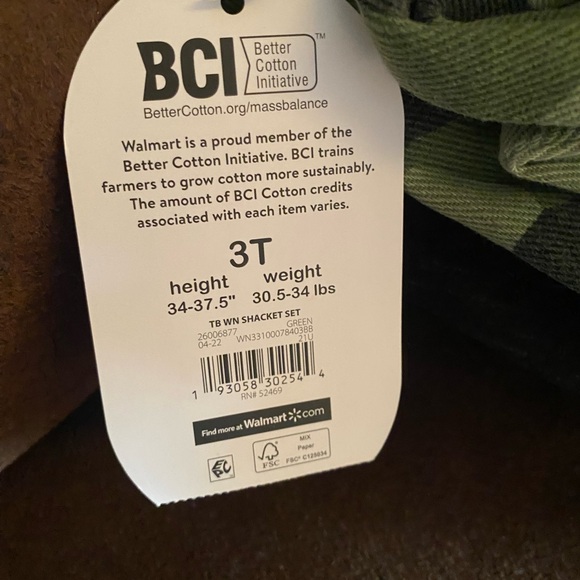 BCI Better Cotton Initiative™
BetterCotton.org/massbalance
Walmart is a proud member of the
Better Cotton Initiative. BCI trains
farmers to grow cotton more sustainably.
The amount of BCI Cotton credits
associated with each item varies.
3T
height weight
34-37.5" 30.5-34 lbs
TB WN SHACKET SET
26006877 GREEN
04-22 WN33100078403BB
21U
1 93058 30254 4
RN# 52469
Find more at Walmart.com
FSC
MIX
Paper
FSC® C128634